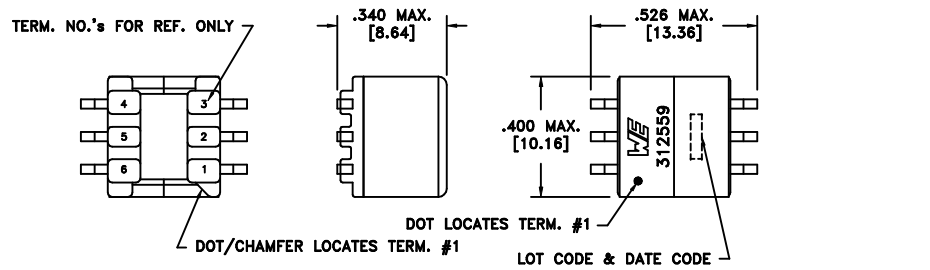 TERM. NO.'s FOR REF. ONLY
.340 MAX.
[8.64]
.526 MAX.
[13.36]
4
3
5
2
6
1
.400 MAX.
[10.16]
WE
312559
DOT LOCATES TERM. #1
DOT/CHAMFER LOCATES TERM. #1
LOT CODE & DATE CODE